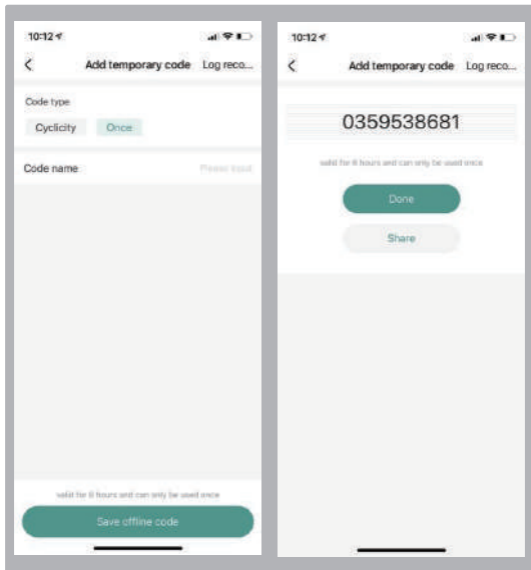 10:12
Add temporary code Log reco...
Code type
Cyclicity Once
Code name Please input
valid for 6 hours and can only be used once
Save offline code
10:12
Add temporary code Log reco...
0359538681
valid for 6 hours and can only be used once
Done
Share